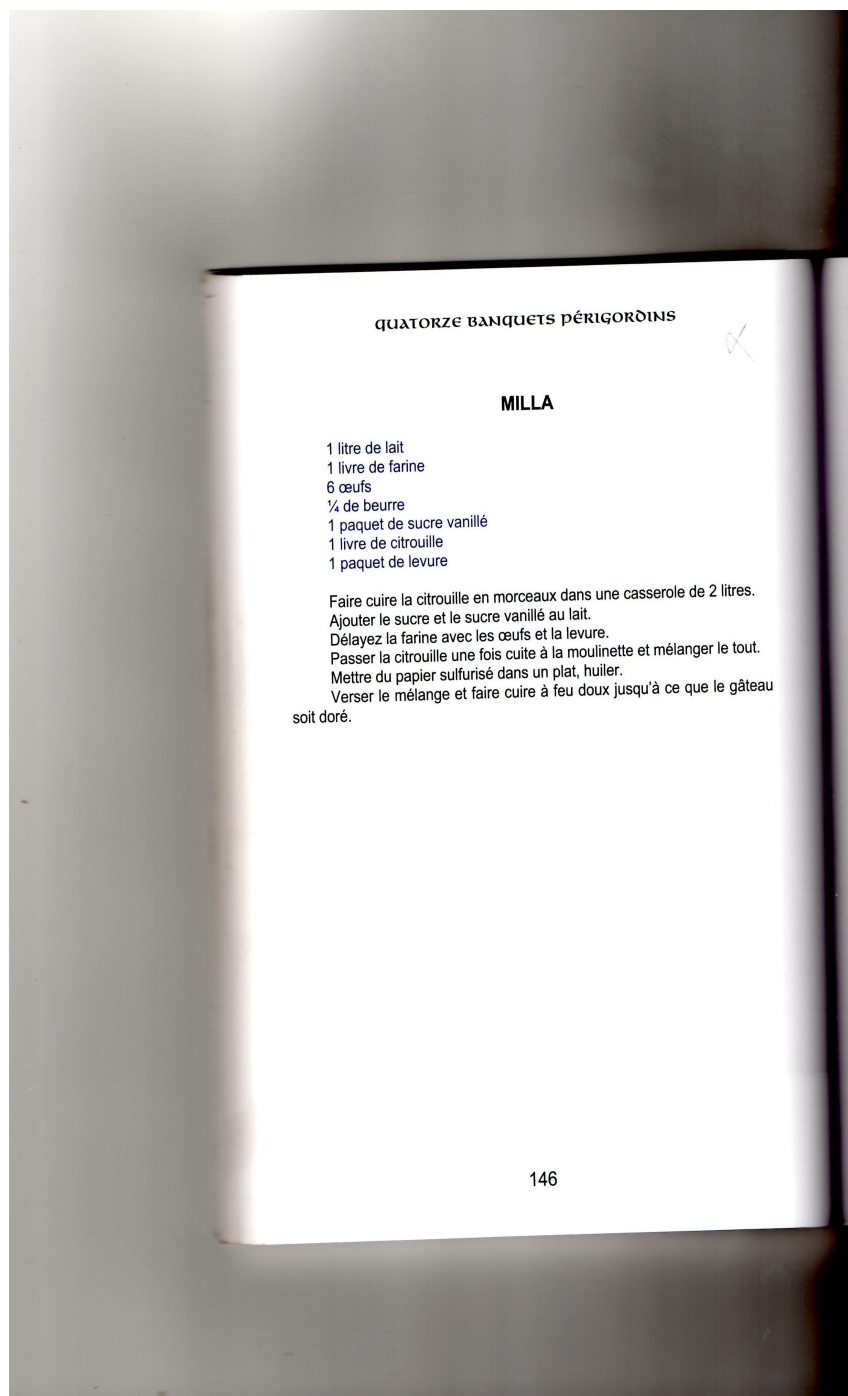 QUATORZE BANQUETS PÉRIGORDINS
MILLA
1 litre de lait
1 livre de farine
6 œufs
¼ de beurre
1 paquet de sucre vanillé
1 livre de citrouille
1 paquet de levure
Faire cuire la citrouille en morceaux dans une casserole de 2 litres.
Ajouter le sucre et le sucre vanillé au lait.
Délayez la farine avec les œufs et la levure.
Passer la citrouille une fois cuite à la moulinette et mélanger le tout.
Mettre du papier sulfurisé dans un plat, huiler.
Verser le mélange et faire cuire à feu doux jusqu'à ce que le gâteau
soit doré.
146